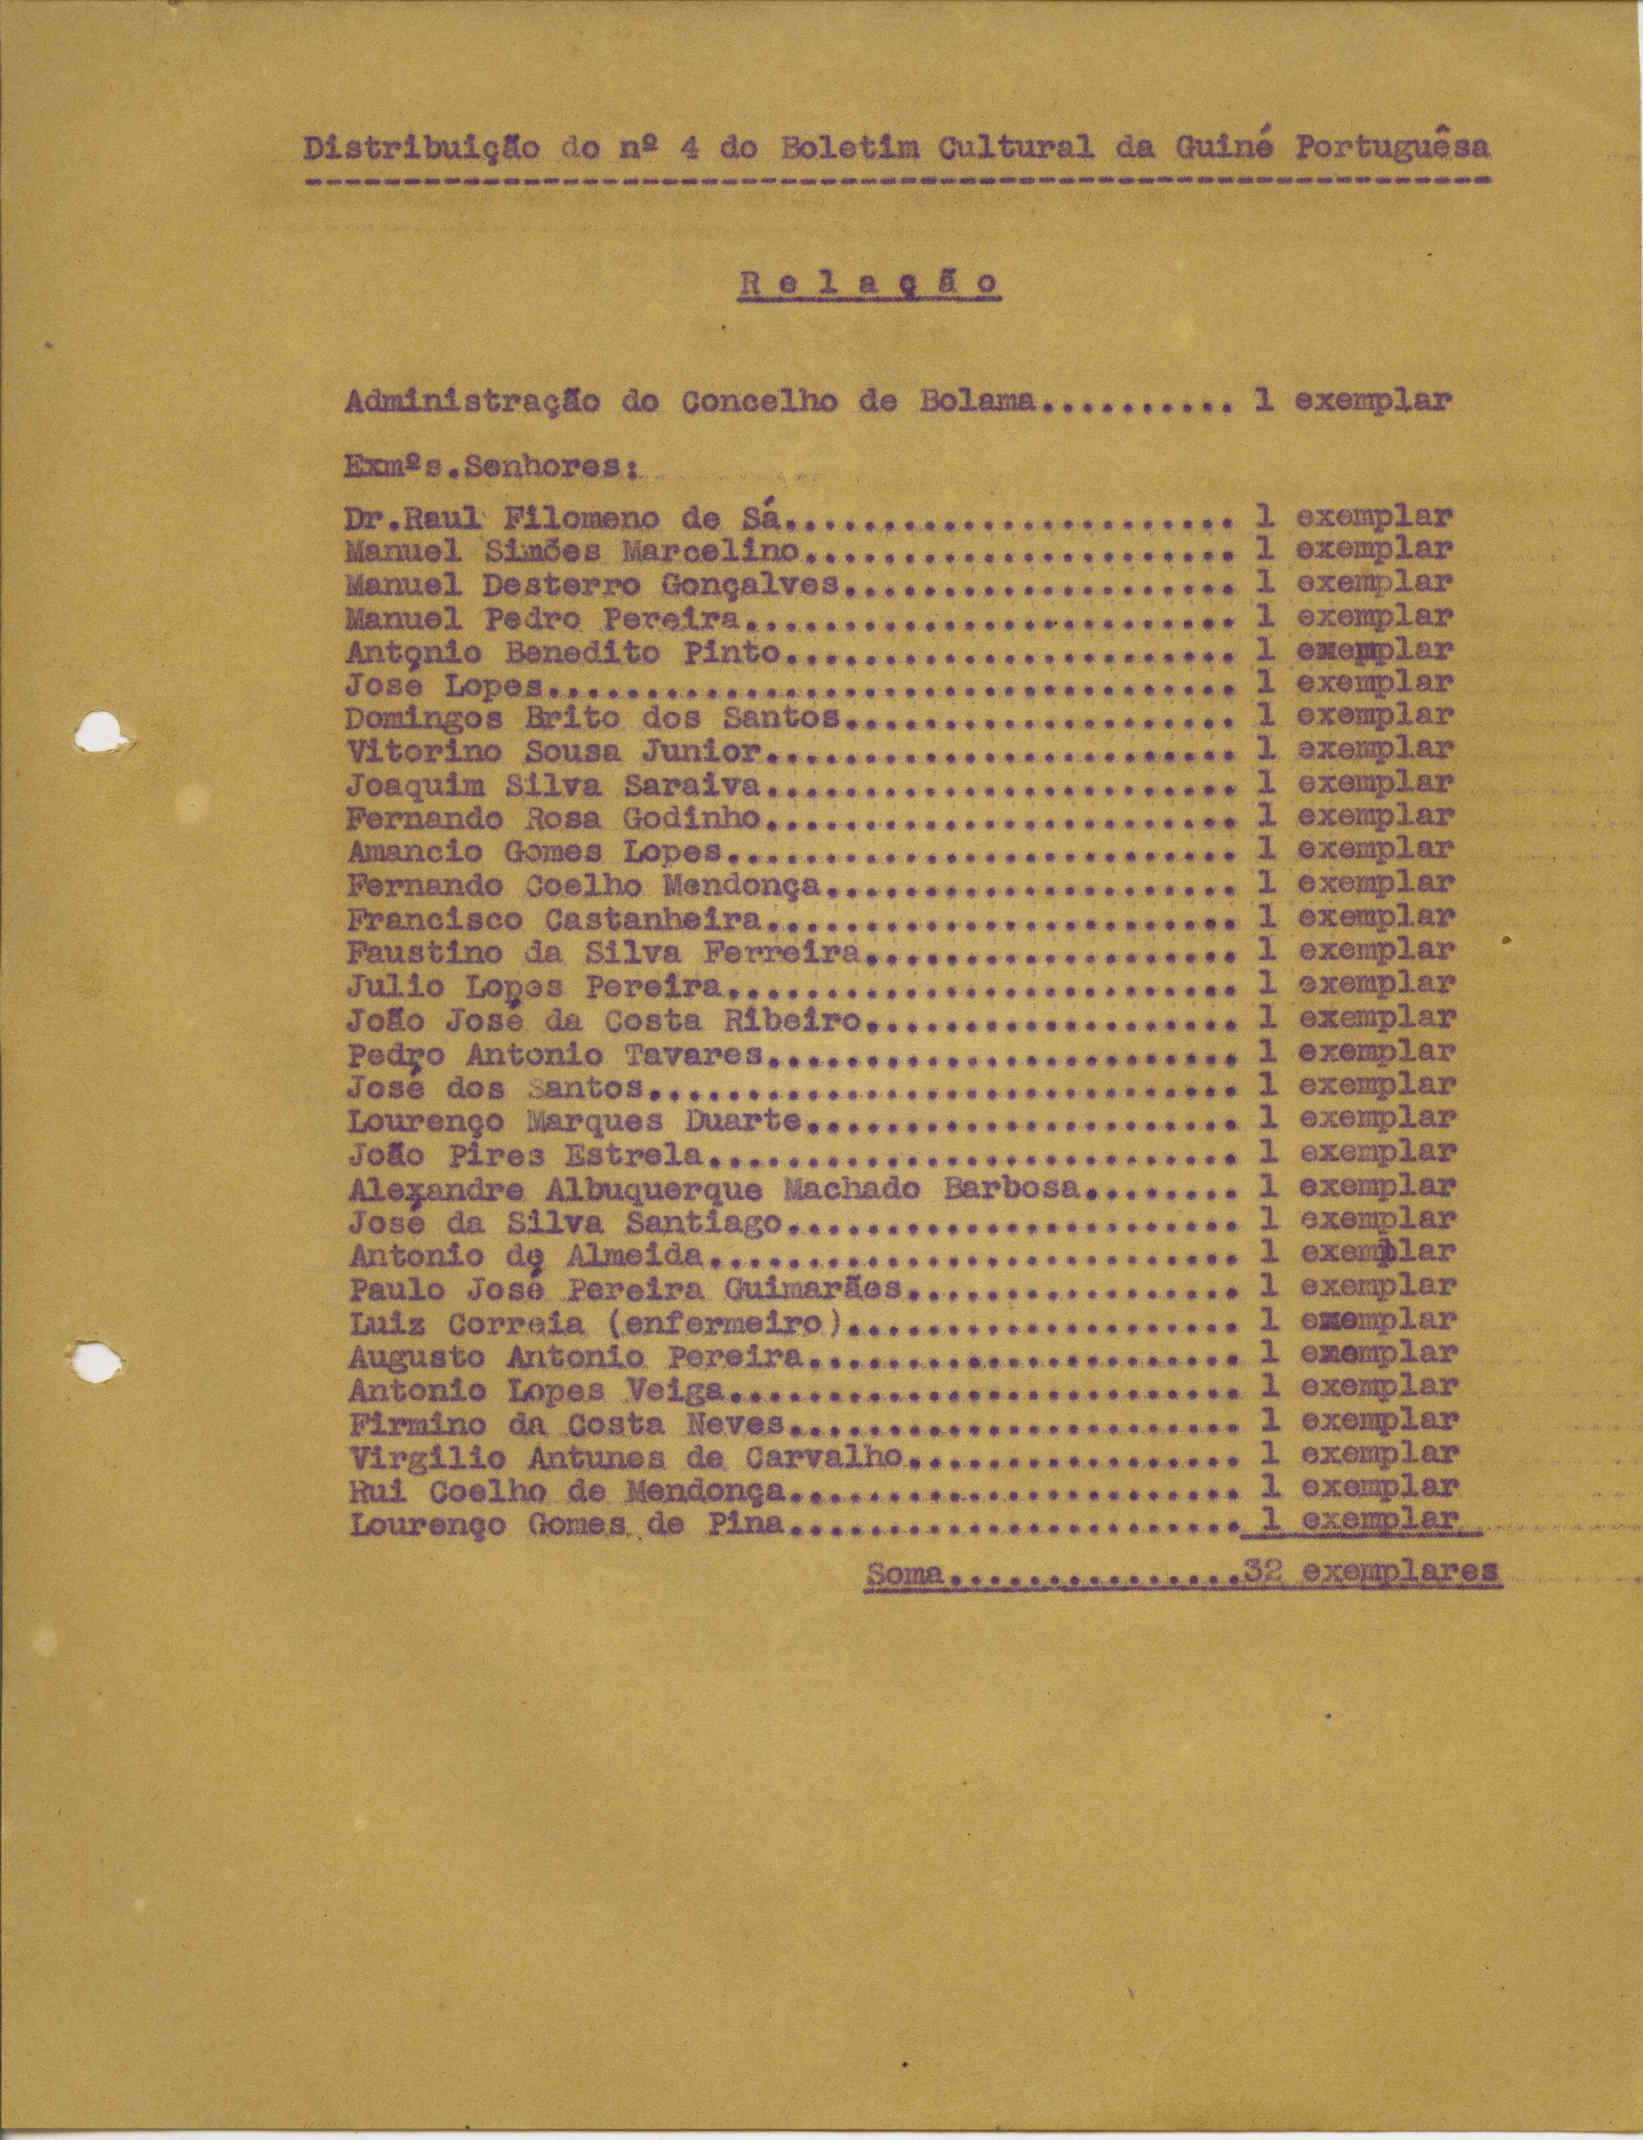 Distribuição do nº 4 do Boletim Cultural da Guiné Portuguêsa
R e l a ç ã o
Administração do Concelho de Bolama.......... 1 exemplar
Exmºs.Senhores:
Dr.Raul Filomeno de Sá....................... 1 exemplar
Manuel Simões Marcelino...................... 1 exemplar
Manuel Desterro Gonçalves.................... 1 exemplar
Manuel Pedro Pereira......................... 1 exemplar
Antonio Benedito Pinto....................... 1 exemplar
José Lopes................................... 1 exemplar
Domingos Brito dos Santos.................... 1 exemplar
Vitorino Sousa Junior........................ 1 exemplar
Joaquim Silva Saraiva........................ 1 exemplar
Fernando Rosa Godinho........................ 1 exemplar
Amancio Gomes Lopes.......................... 1 exemplar
Fernando Coelho Mendonça..................... 1 exemplar
Francisco Castanheira........................ 1 exemplar
Faustino da Silva Ferreira................... 1 exemplar
Julio Lopes Pereira.......................... 1 exemplar
João José da Costa Ribeiro................... 1 exemplar
Pedro Antonio Tavares........................ 1 exemplar
José dos Santos.............................. 1 exemplar
Lourenço Marques Duarte...................... 1 exemplar
João Pires Estrela........................... 1 exemplar
Alexandre Albuquerque Machado Barbosa........ 1 exemplar
José da Silva Santiago....................... 1 exemplar
Antonio de Almeida........................... 1 exemplar
Paulo José Pereira Guimarães................. 1 exemplar
Luiz Correia (enfermeiro).................... 1 exemplar
Augusto Antonio Pereira...................... 1 exemplar
Antonio Lopes Veiga.......................... 1 exemplar
Firmino da Costa Neves....................... 1 exemplar
Virgilio Antunes de Carvalho................. 1 exemplar
Rui Coelho de Mendonça....................... 1 exemplar
Lourenço Gomes de Pina....................... 1 exemplar
Soma...............32 exemplares